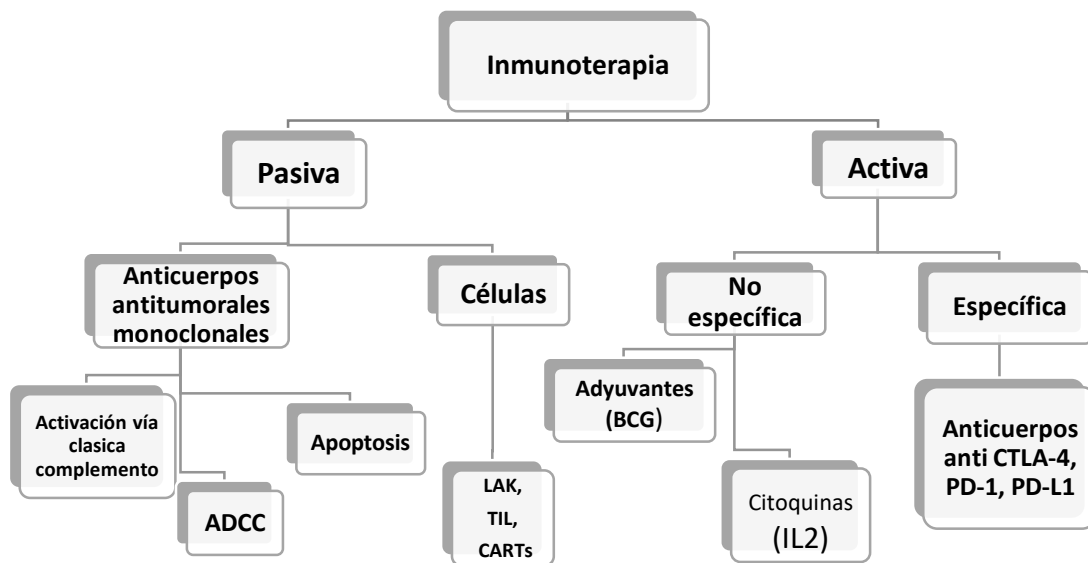 Inmunoterapia
Pasiva
Activa
Anticuerpos
antitumorales
monoclonales
Células
No
específica
Específica
Activación vía
clasica
complemento
ADCC
Apoptosis
LAK,
TIL,
CARTs
Adyuvantes
(BCG)
Citoquinas
(IL2)
Anticuerpos
anti CTLA-4,
PD-1, PD-L1